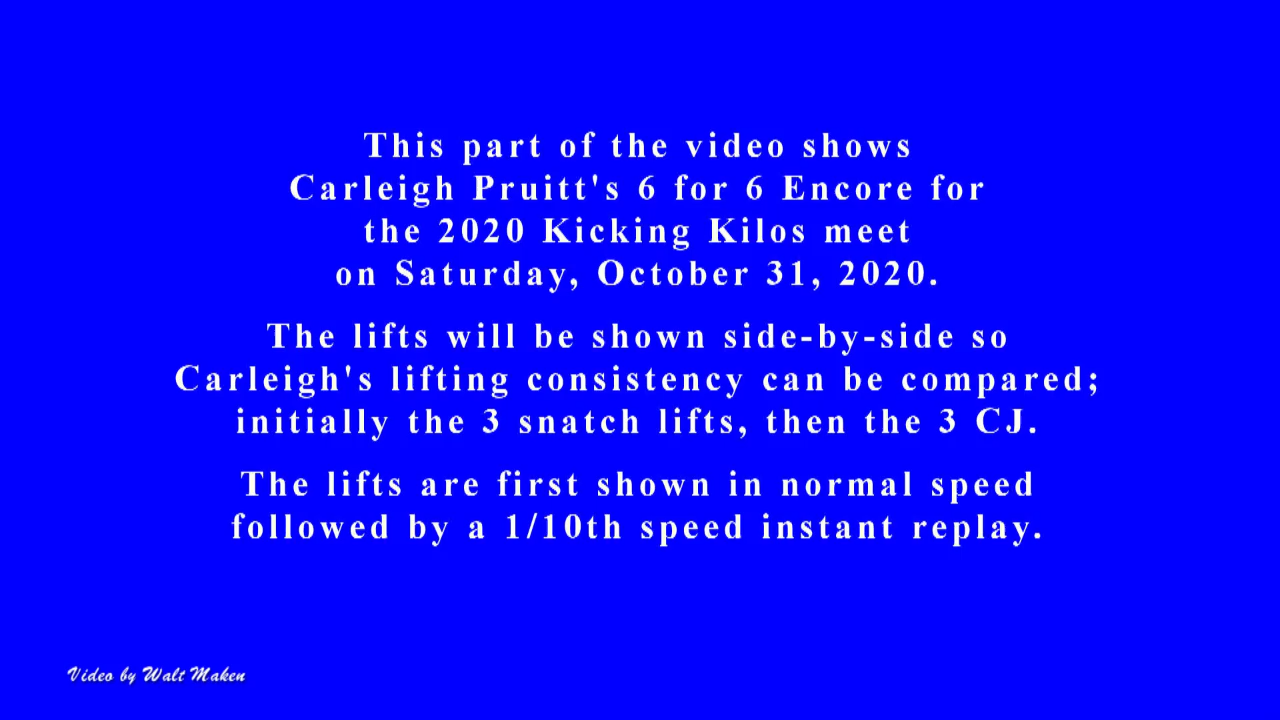 This part of the video shows
Carleigh Pruitt's 6 for 6 Encore for
the 2020 Kicking Kilos meet
on Saturday, October 31, 2020.
The lifts will be shown side-by-side so
Carleigh's lifting consistency can be compared;
initially the 3 snatch lifts, then the 3 CJ.
The lifts are first shown in normal speed
followed by a 1/10th speed instant replay.
Video by Walt Maken